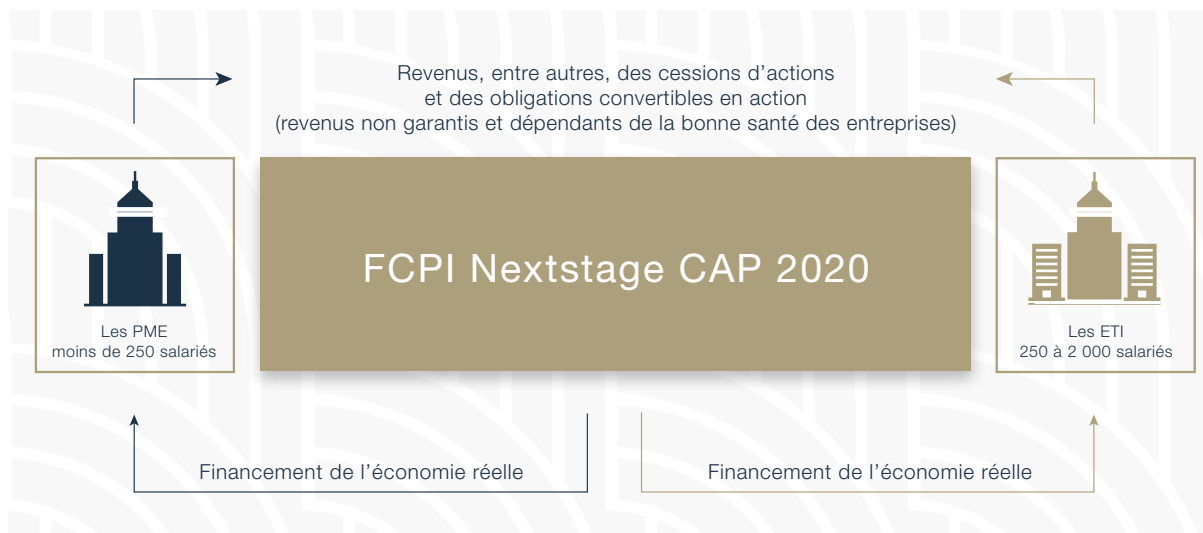 Revenus, entre autres, des cessions d’actions
et des obligations convertibles en action
(revenus non garantis et dépendants de la bonne santé des entreprises)
FCPI Nextstage CAP 2020
Les PME
moins de 250 salariés
Les ETI
250 à 2 000 salariés
Financement de l’économie réelle
Financement de l’économie réelle